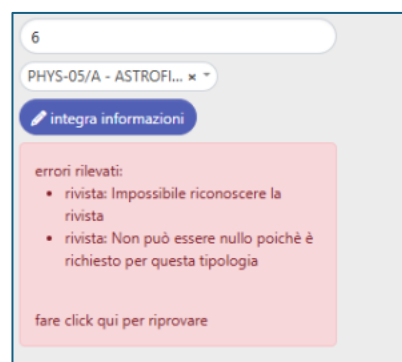 6
PHYS-05/A - ASTROFI... ×
integra informazioni
errori rilevati:
• rivista: Impossibile riconoscere la
rivista
• rivista: Non può essere nullo poichè è
richiesto per questa tipologia
fare click qui per riprovare